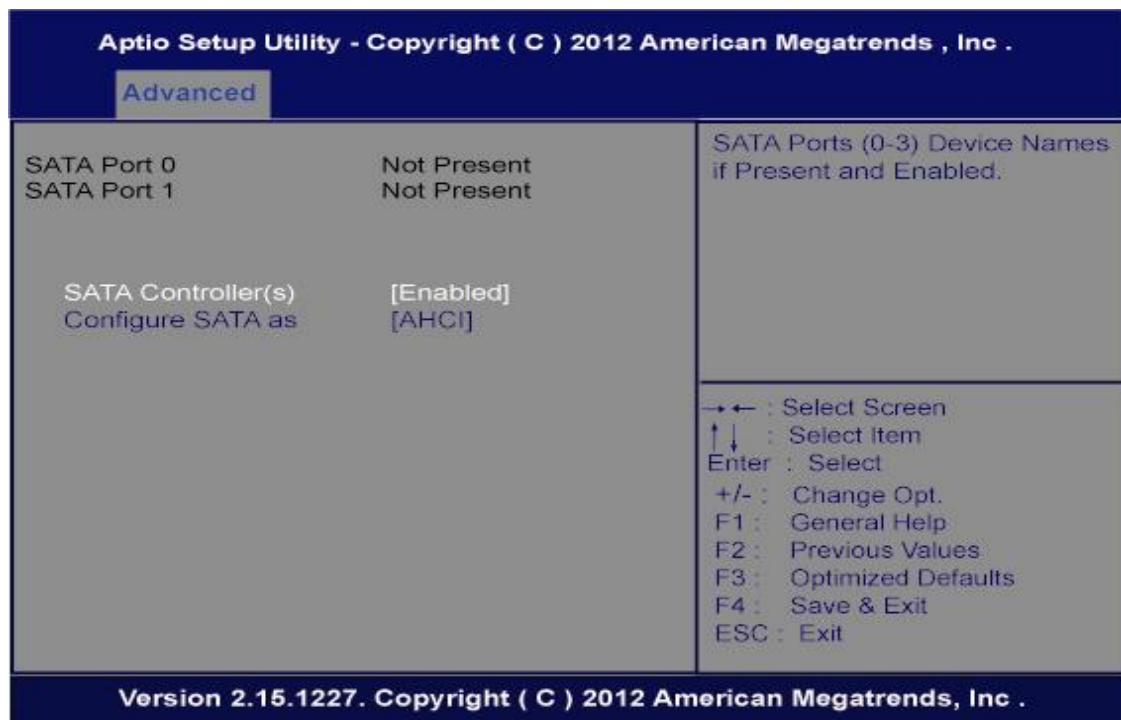 Aptio Setup Utility - Copyright ( C ) 2012 American Megatrends , Inc .
Advanced
SATA Port 0 Not Present
SATA Port 1 Not Present
SATA Controller(s) [Enabled]
Configure SATA as [AHCI]
SATA Ports (0-3) Device Names
if Present and Enabled.
→ ← : Select Screen
↑↓ : Select Item
Enter : Select
+/- : Change Opt.
F1 : General Help
F2 : Previous Values
F3 : Optimized Defaults
F4 : Save & Exit
ESC : Exit
Version 2.15.1227. Copyright ( C ) 2012 American Megatrends, Inc .